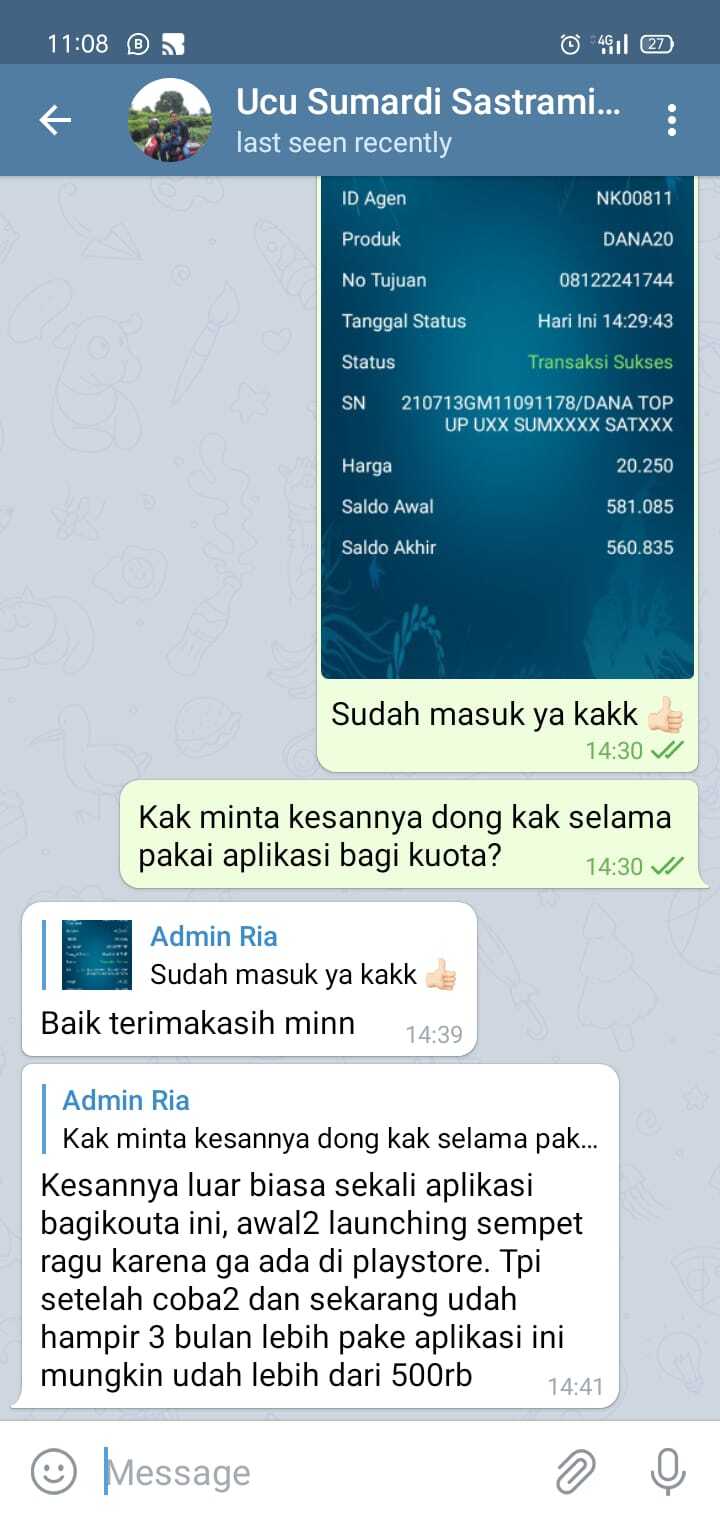 11:08
4G
27
Ucu Sumardi Sastrami...
last seen recently
ID Agen NK00811
Produk DANA20
No Tujuan 08122241744
Tanggal Status Hari Ini 14:29:43
Status Transaksi Sukses
SN 210713GM11091178/DANA TOP
UP UXX SUMXXXX SATXXX
Harga 20.250
Saldo Awal 581.085
Saldo Akhir 560.835
Sudah masuk ya kakk 👍🏻
14:30
Kak minta kesannya dong kak selama
pakai aplikasi bagi kuota?
14:30
Admin Ria
Sudah masuk ya kakk 👍🏻
Baik terimakasih minn
14:39
Admin Ria
Kak minta kesannya dong kak selama pak...
Kesannya luar biasa sekali aplikasi
bagikouta ini, awal2 launching sempet
ragu karena ga ada di playstore. Tpi
setelah coba2 dan sekarang udah
hampir 3 bulan lebih pake aplikasi ini
mungkin udah lebih dari 500rb
14:41
Message